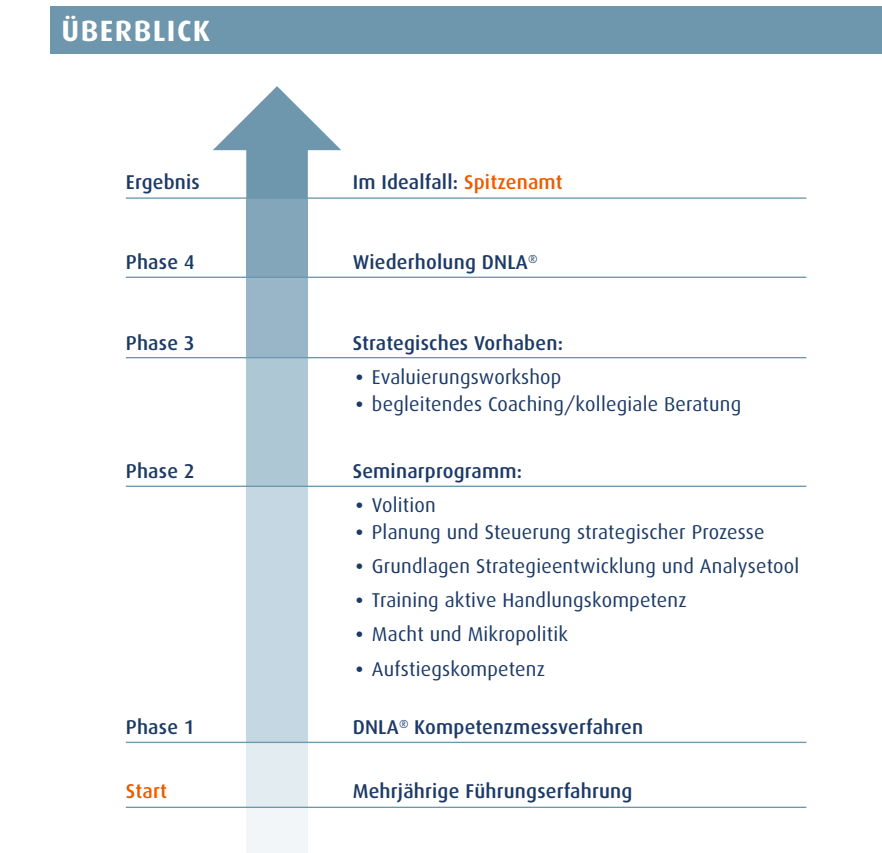 ÜBERBLICK
Ergebnis Im Idealfall: Spitzenamt
Phase 4 Wiederholung DNLA®
Phase 3 Strategisches Vorhaben:
• Evaluierungsworkshop
• begleitendes Coaching/kollegiale Beratung
Phase 2 Seminarprogramm:
• Volition
• Planung und Steuerung strategischer Prozesse
• Grundlagen Strategieentwicklung und Analysetool
• Training aktive Handlungskompetenz
• Macht und Mikropolitik
• Aufstiegskompetenz
Phase 1 DNLA® Kompetenzmessverfahren
Start Mehrjährige Führungserfahrung